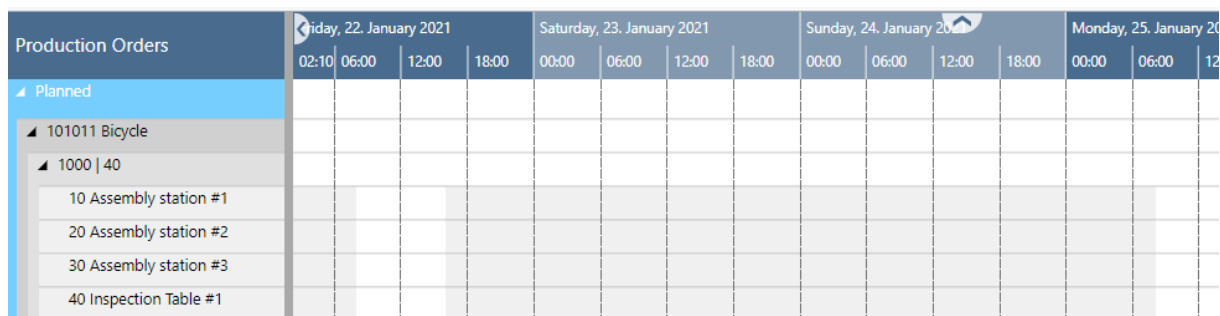 Production Orders
riday, 22. January 2021 Saturday, 23. January 2021 Sunday, 24. January 20 Monday, 25. January 20
02:10 06:00 12:00 18:00 00:00 06:00 12:00 18:00 00:00 06:00 12:00 18:00 00:00 06:00 12
Planned
101011 Bicycle
1000 | 40
10 Assembly station #1
20 Assembly station #2
30 Assembly station #3
40 Inspection Table #1